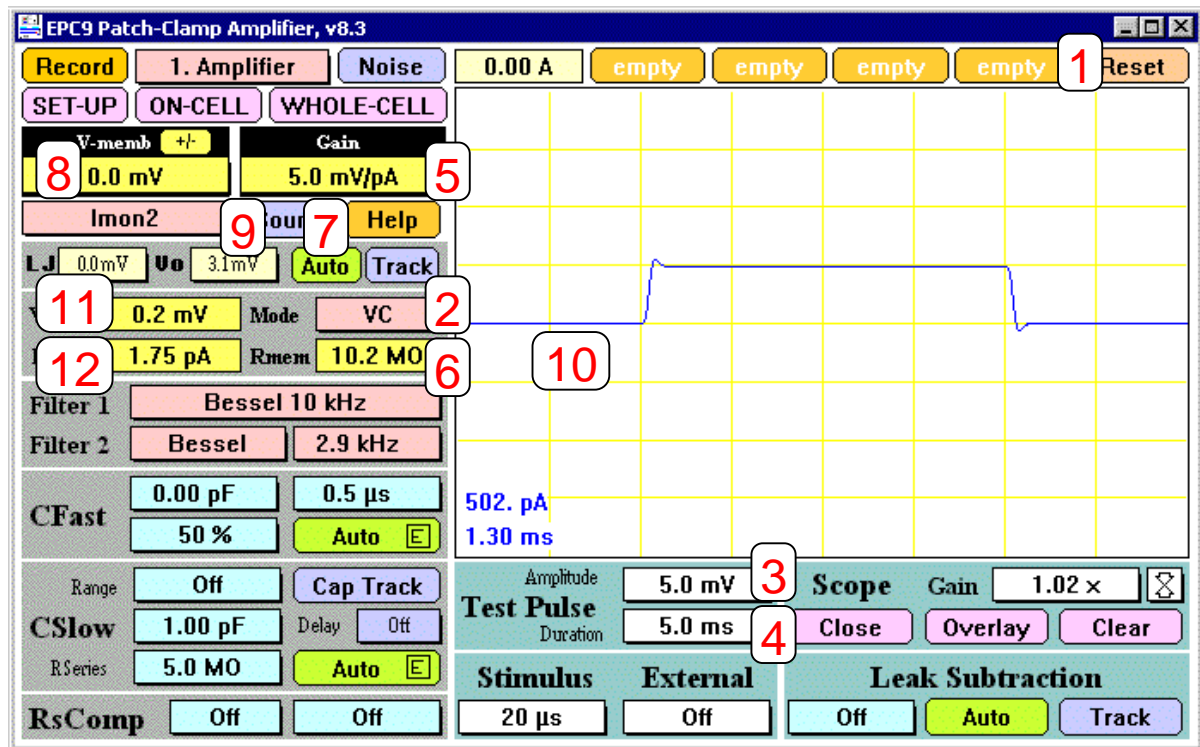 EPC9 Patch-Clamp Amplifier, v8.3
Record 1. Amplifier Noise 0.00 A empty empty empty empty 1 Reset
SET-UP ON-CELL WHOLE-CELL
V-memb +/- Gain
8 0.0 mV 5.0 mV/pA 5
Imon2 9 7 Help
LJ 0.0mV Vo 3.1mV Auto Track
11 0.2 mV Mode VC 2
12 1.75 pA Rmem 10.2 MO 6
10
Filter 1 Bessel 10 kHz
Filter 2 Bessel 2.9 kHz
CFast 0.00 pF 0.5 µs
50 % Auto E
502. pA
1.30 ms
Range Off Cap Track
CSlow 1.00 pF Delay Off
RSeries 5.0 MO Auto E
Amplitude 5.0 mV 3 Scope Gain 1.02 x
Test Pulse
Duration 5.0 ms 4 Close Overlay Clear
Stimulus External Leak Subtraction
RsComp Off Off 20 µs Off Off Auto Track